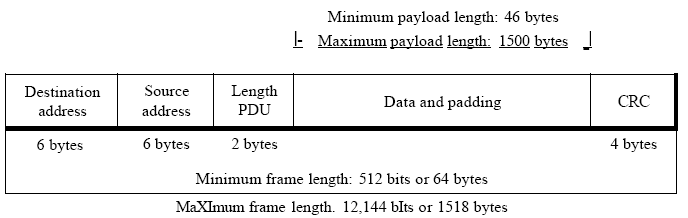 Minimum payload length: 46 bytes
|- Maximum payload length: 1500 bytes _|
Destination address
Source address
Length PDU
Data and padding
CRC
6 bytes
6 bytes
2 bytes
4 bytes
Minimum frame length: 512 bits or 64 bytes
MaXImum frame length. 12,144 bIts or 1518 bytes